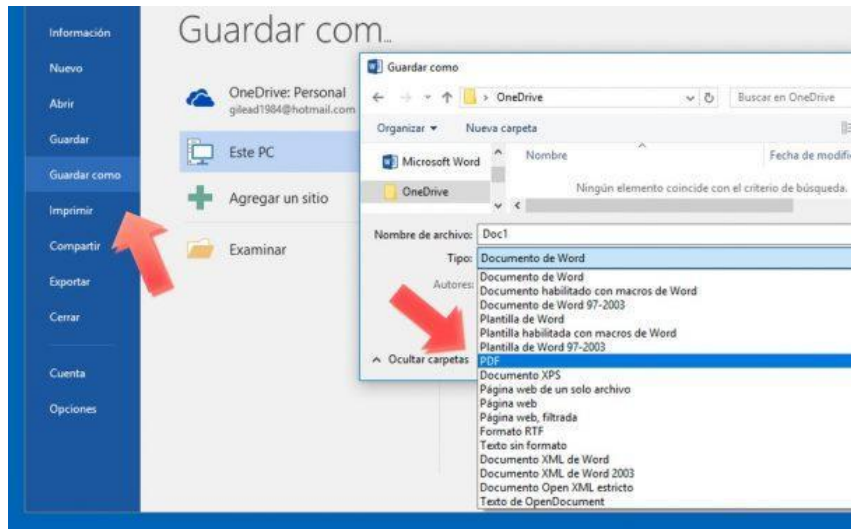 Información
Nuevo
Abrir
Guardar
Guardar como
Imprimir
Compartir
Exportar
Cerrar
Cuenta
Opciones
Guardar com
OneDrive: Personal
gilead1984@hotmail.com
Este PC
Agregar un sitio
Examinar
Guardar como
OneDrive
Buscar en OneDrive
Organizar
Nueva carpeta
Microsoft Word
Nombre
Fecha de modifi
OneDrive
Ningún elemento coincide con el criterio de búsqueda.
Nombre de archivo: Doc1
Tipo: Documento de Word
Autores:
Documento de Word
Documento habilitado con macros de Word
Documento de Word 97-2003
Plantilla de Word
Plantilla habilitada con macros de Word
Plantilla de Word 97-2003
PDF
Documento XPS
Página web de un solo archivo
Página web
Página web, filtrada
Formato RTF
Texto sin formato
Documento XML de Word
Documento XML de Word 2003
Documento Open XML estricto
Texto de OpenDocument
Ocultar carpetas